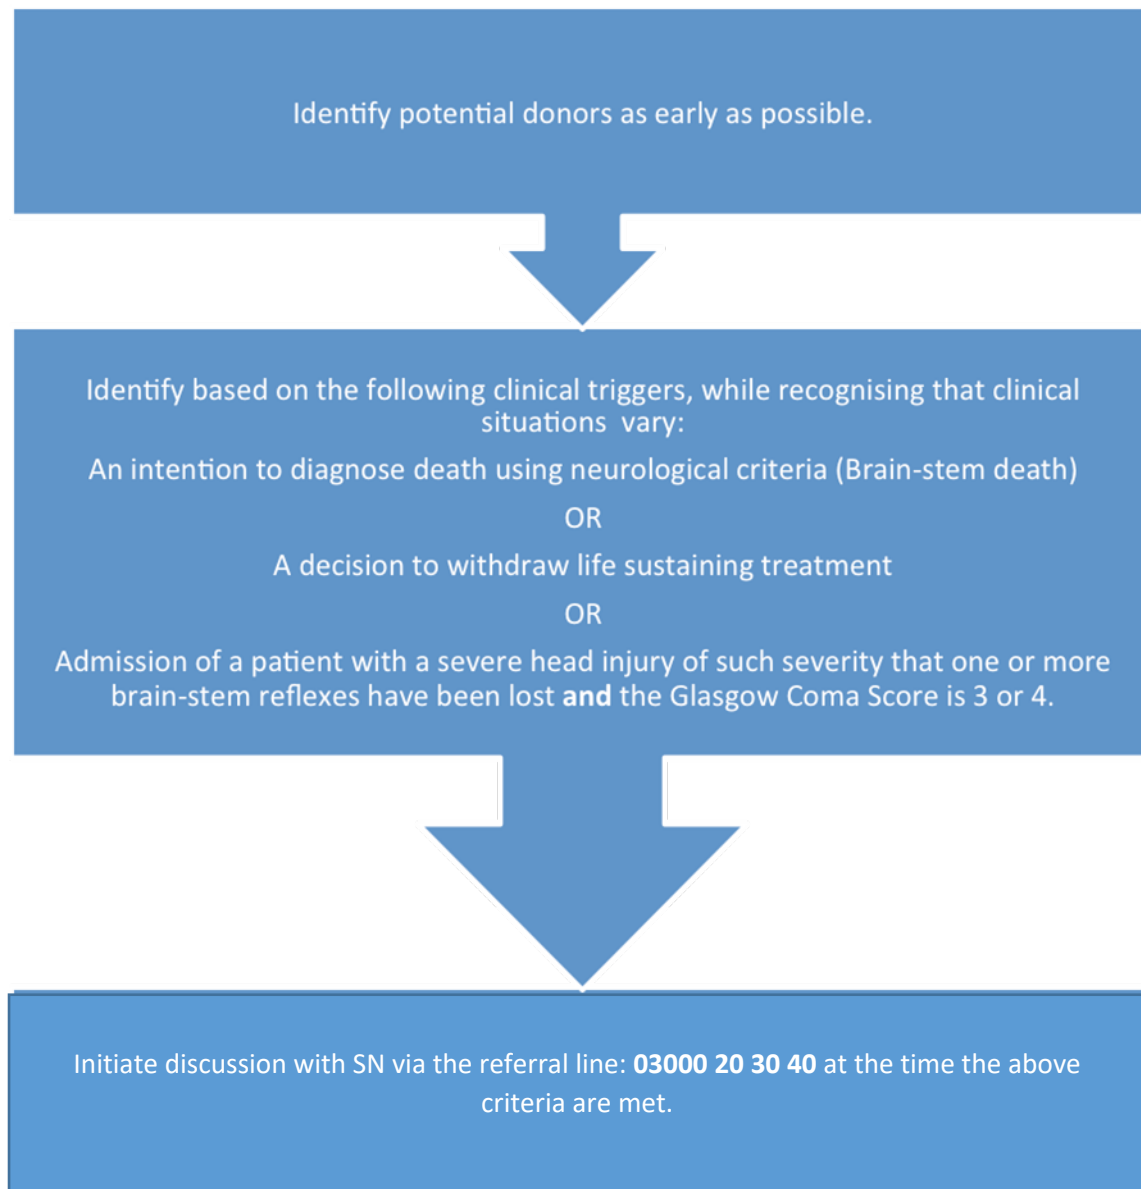 Identify potential donors as early as possible.
Identify based on the following clinical triggers, while recognising that clinical
situations  vary:
An intention to diagnose death using neurological criteria (Brain-stem death)
OR
A decision to withdraw life sustaining treatment
OR
Admission of a patient with a severe head injury of such severity that one or more
brain-stem reflexes have been lost and the Glasgow Coma Score is 3 or 4.
Initiate discussion with SN via the referral line: 03000 20 30 40 at the time the above
criteria are met.